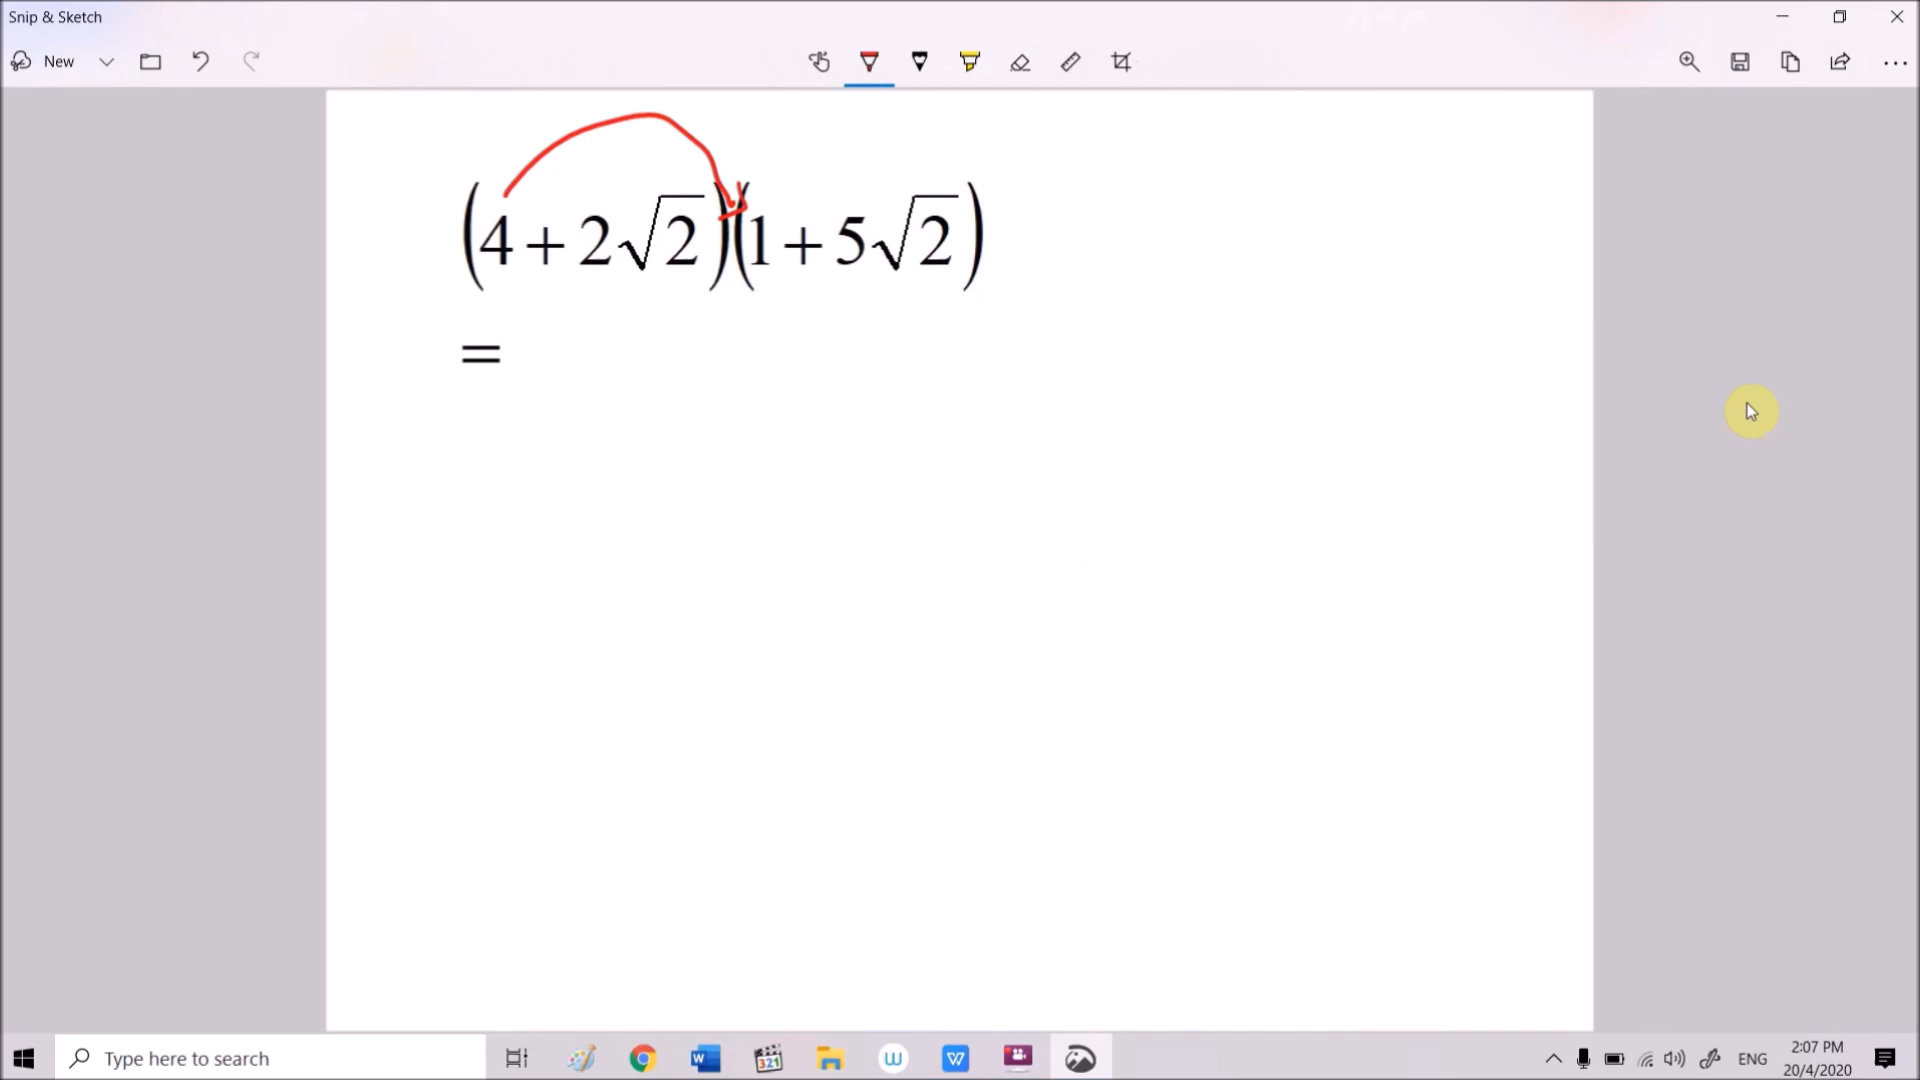 Snip & Sketch
New
(4 + 2√2)(1 + 5√2)
=
Type here to search
W
321
W
W
ENG
2:07 PM
20/4/2020